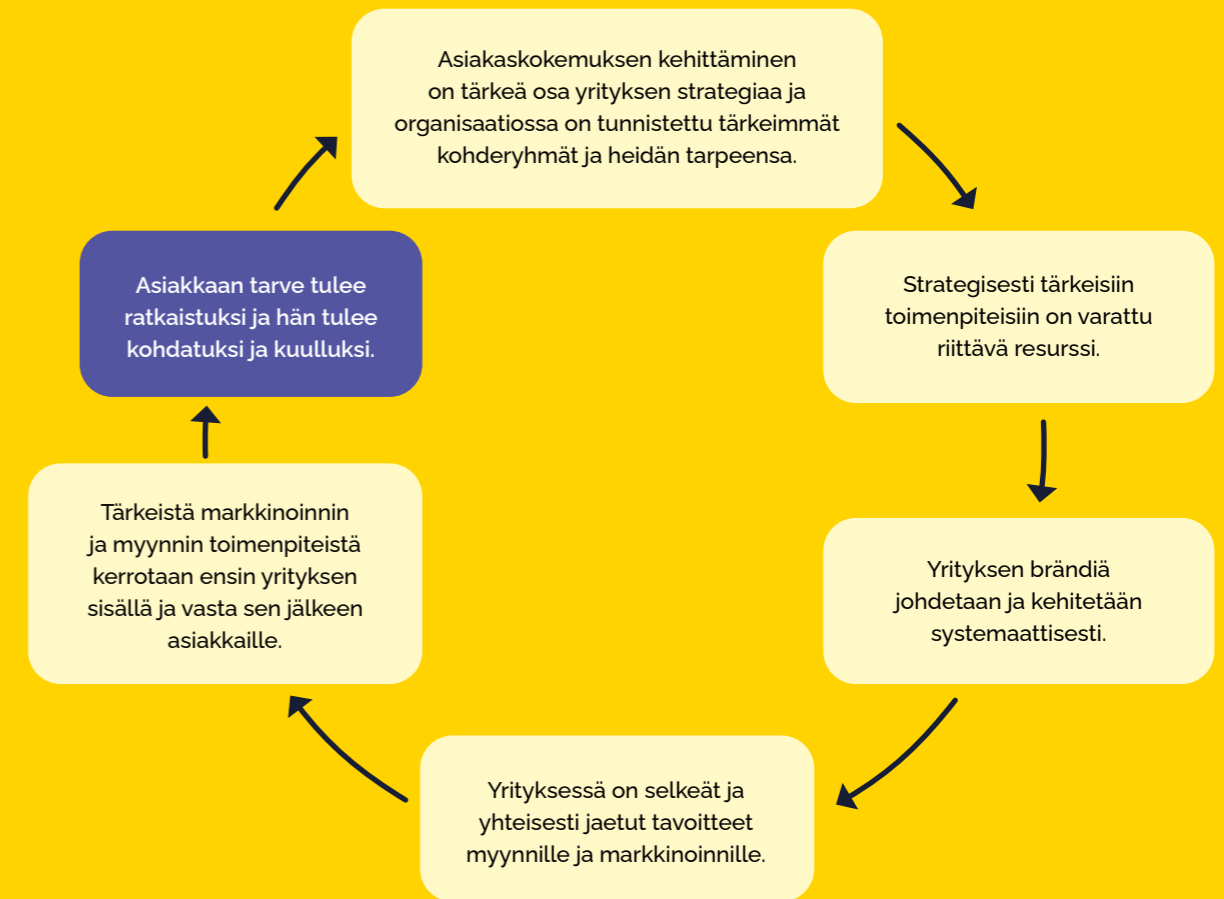 Asiakaskokemuksen kehittäminen
on tärkeä osa yrityksen strategiaa ja
organisaatiossa on tunnistettu tärkeimmät
kohderyhmät ja heidän tarpeensa.
Strategisesti tärkeisiin
toimenpiteisiin on varattu
riittävä resurssi.
Yrityksen brändiä
johdetaan ja kehitetään
systemaattisesti.
Yrityksessä on selkeät ja
yhteisesti jaetut tavoitteet
myynnille ja markkinoinnille.
Tärkeistä markkinoinnin
ja myynnin toimenpiteistä
kerrotaan ensin yrityksen
sisällä ja vasta sen jälkeen
asiakkaille.
Asiakkaan tarve tulee
ratkaistuksi ja hän tulee
kohdatuksi ja kuulluksi.